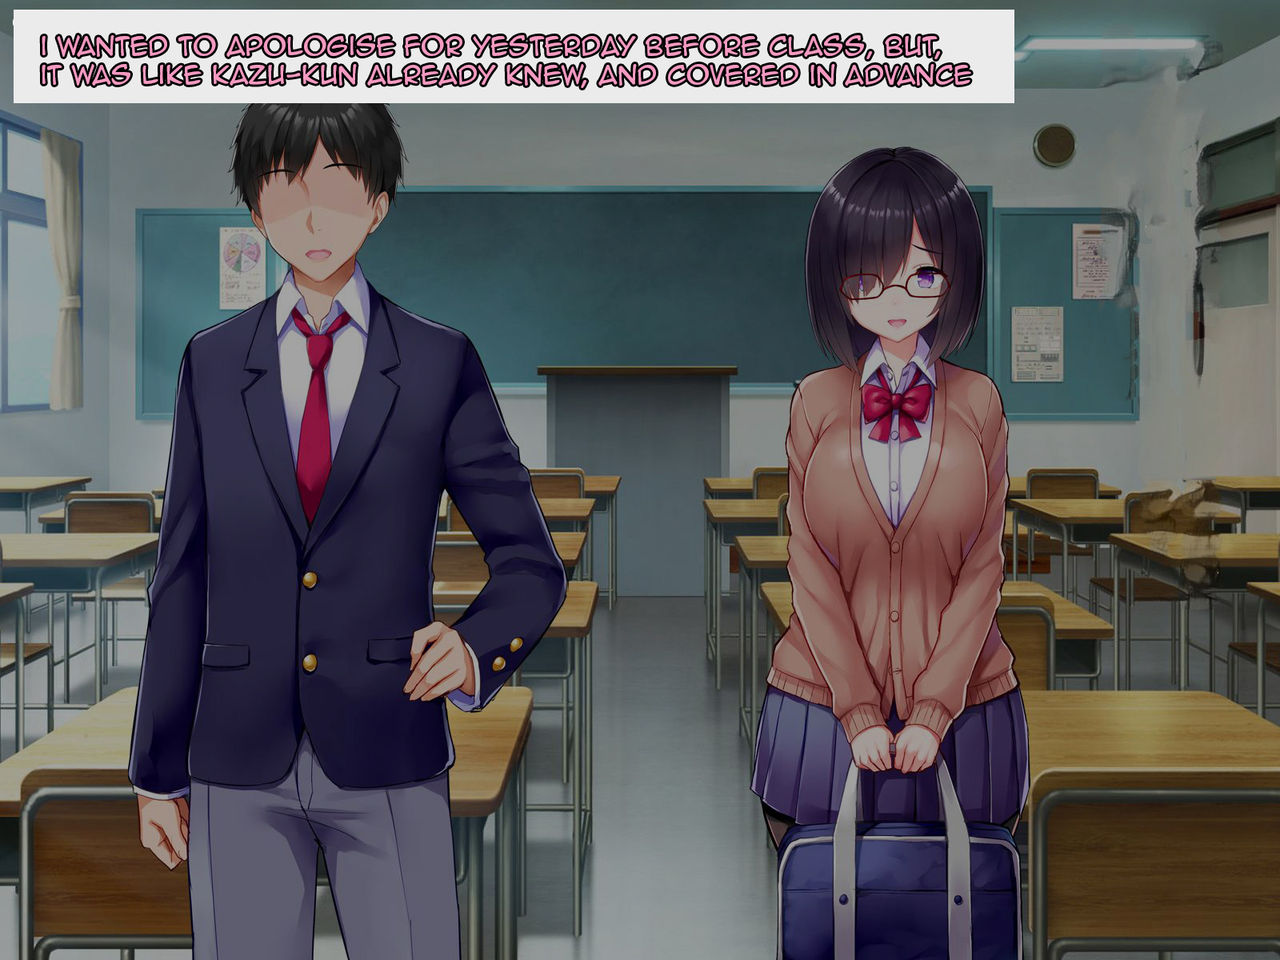 I WANTED TO APOLOGISE FOR YESTERDAY BEFORE CLASS, BUT,
IT WAS LIKE KAZU-KUN ALREADY KNEW, AND COVERED IN ADVANCE